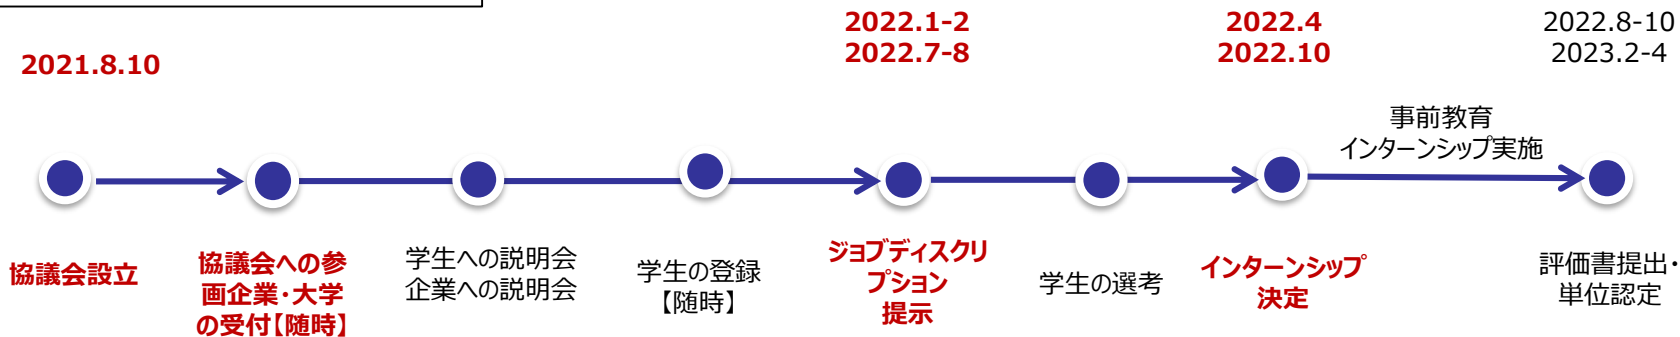 2021.8.10
2022.1-2
2022.7-8
2022.4
2022.10
2022.8-10
2023.2-4
事前教育
インターンシップ実施
協議会設立
協議会への参
画企業・大学
の受付【随時】
学生への説明会
企業への説明会
学生の登録
【随時】
ジョブディスクリ
プション
提示
学生の選考
インターンシップ
決定
評価書提出・
単位認定